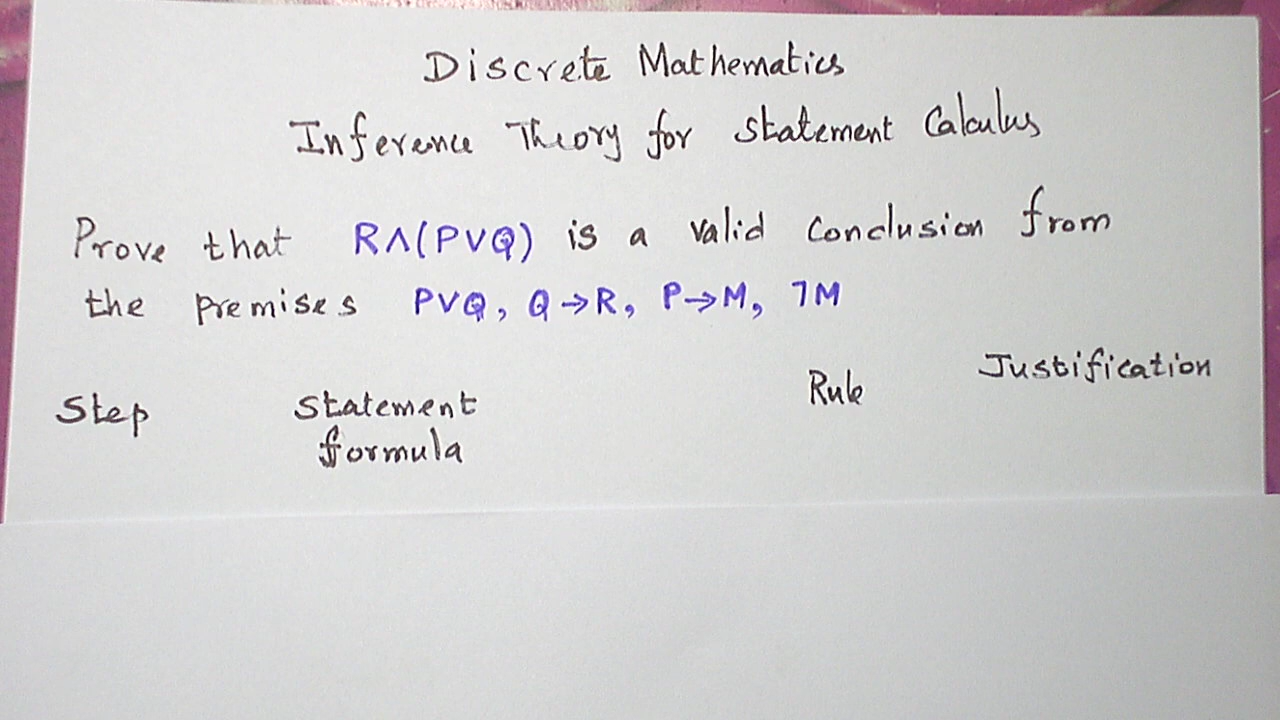 Discrete Mathematics
Inference Theory for Statement Calculus
Prove that R∧(P∨Q) is a valid conclusion from
the premises P∨Q, Q→R, P→M, ㄱM
Step Statement Rule Justification
formula